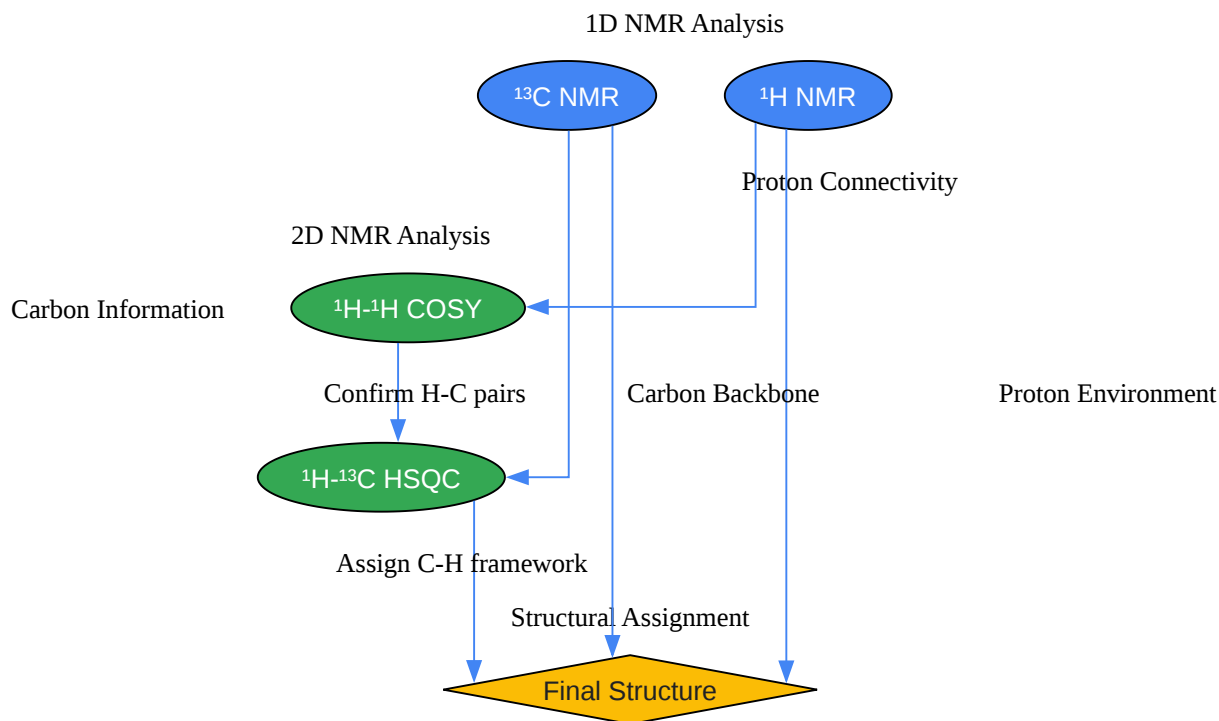 1D NMR Analysis
¹³C NMR
¹H NMR
Proton Connectivity
2D NMR Analysis
Carbon Information
¹H-¹H COSY
Confirm H-C pairs
Carbon Backbone
Proton Environment
¹H-¹³C HSQC
Assign C-H framework
Structural Assignment
Final Structure